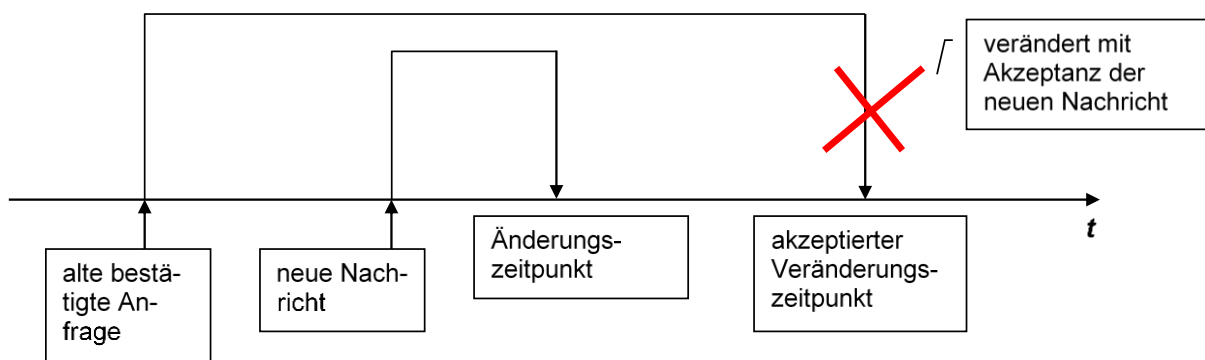 verändert mit
Akzeptanz der
neuen Nachricht
t
alte bestä-
tigte An-
frage
neue Nach-
richt
Änderungs-
zeitpunkt
akzeptierter
Veränderungs-
zeitpunkt